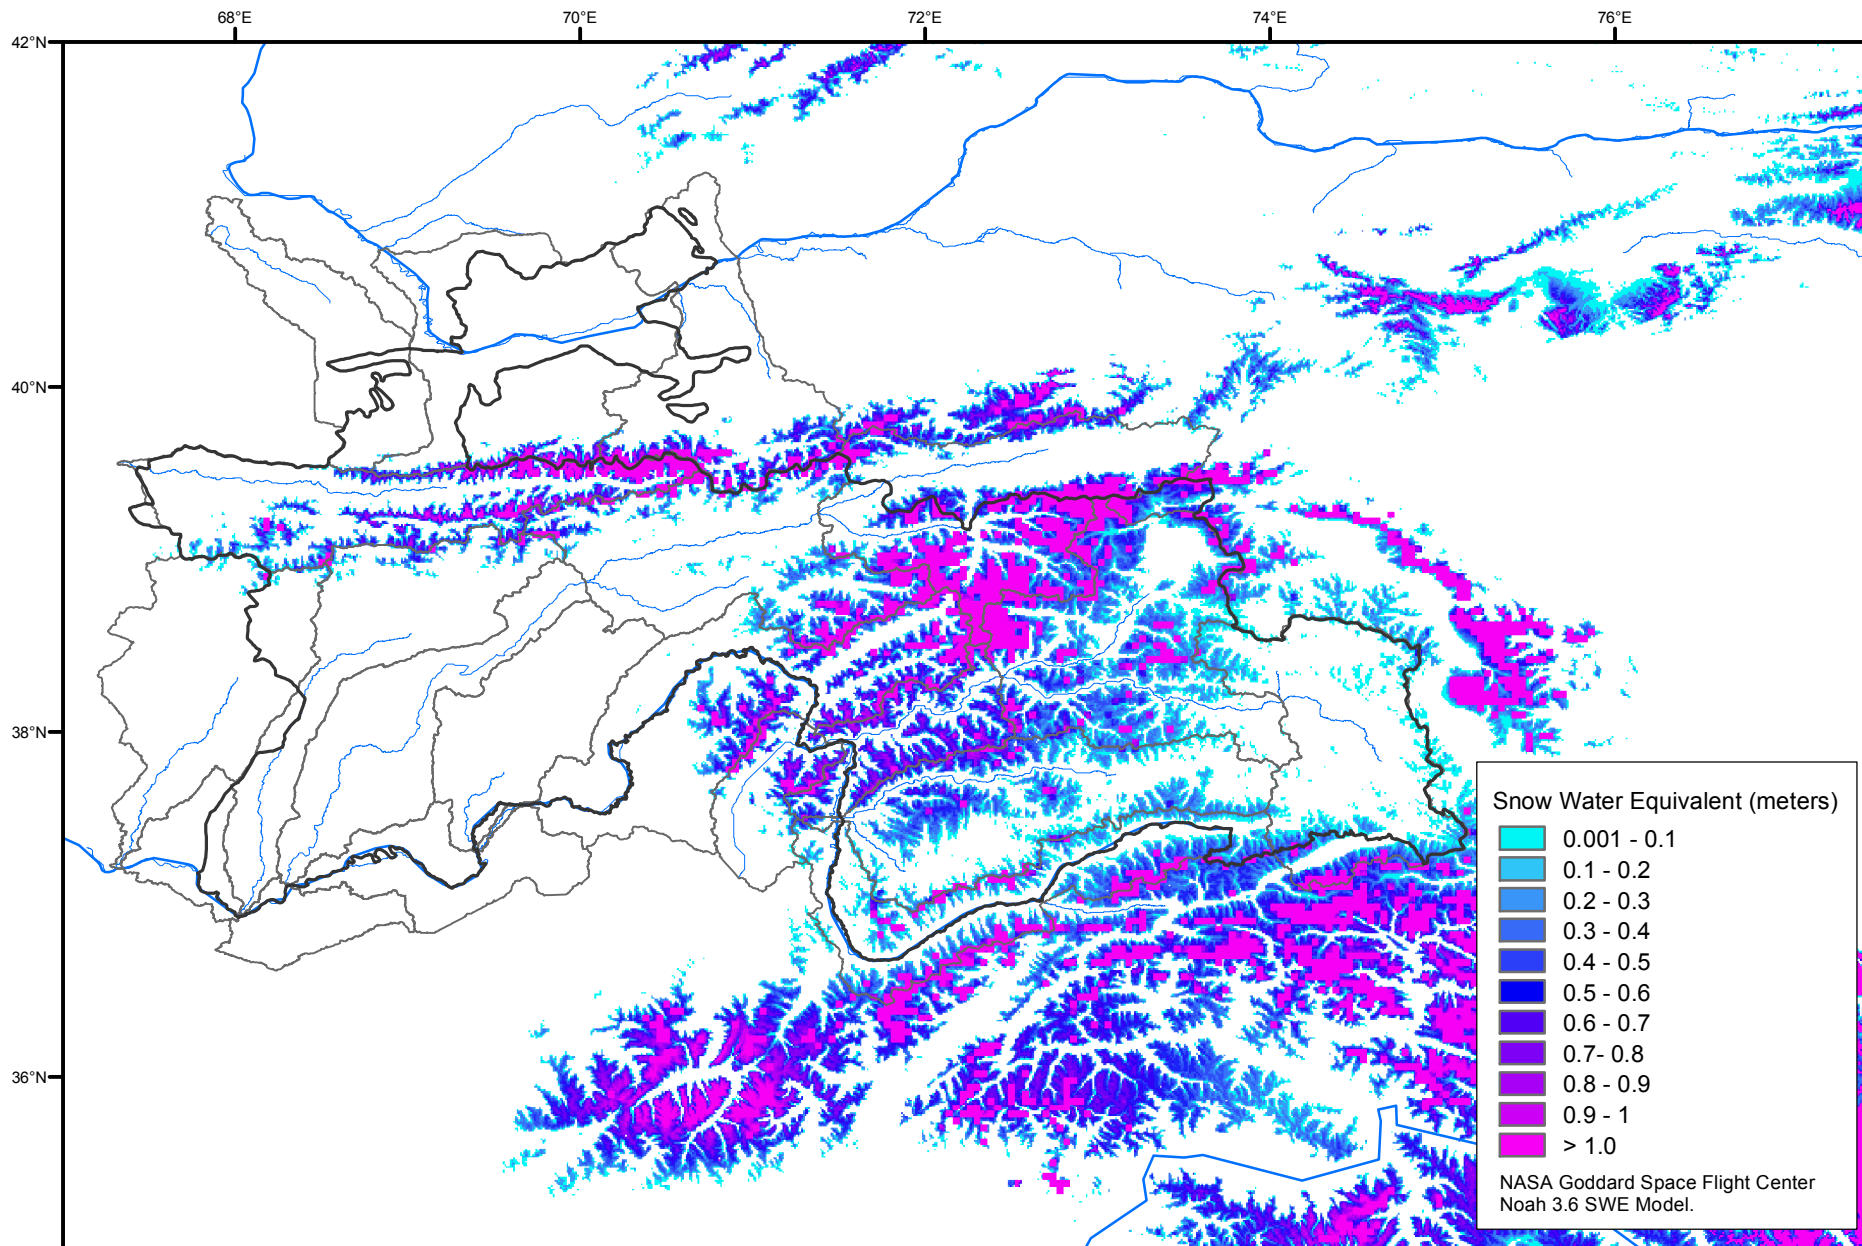 68°E 70°E 72°E 74°E 76°E
42°N
40°N
38°N
36°N
Snow Water Equivalent (meters)
0.001 - 0.1
0.1 - 0.2
0.2 - 0.3
0.3 - 0.4
0.4 - 0.5
0.5 - 0.6
0.6 - 0.7
0.7- 0.8
0.8 - 0.9
0.9 - 1
> 1.0
NASA Goddard Space Flight Center
Noah 3.6 SWE Model.